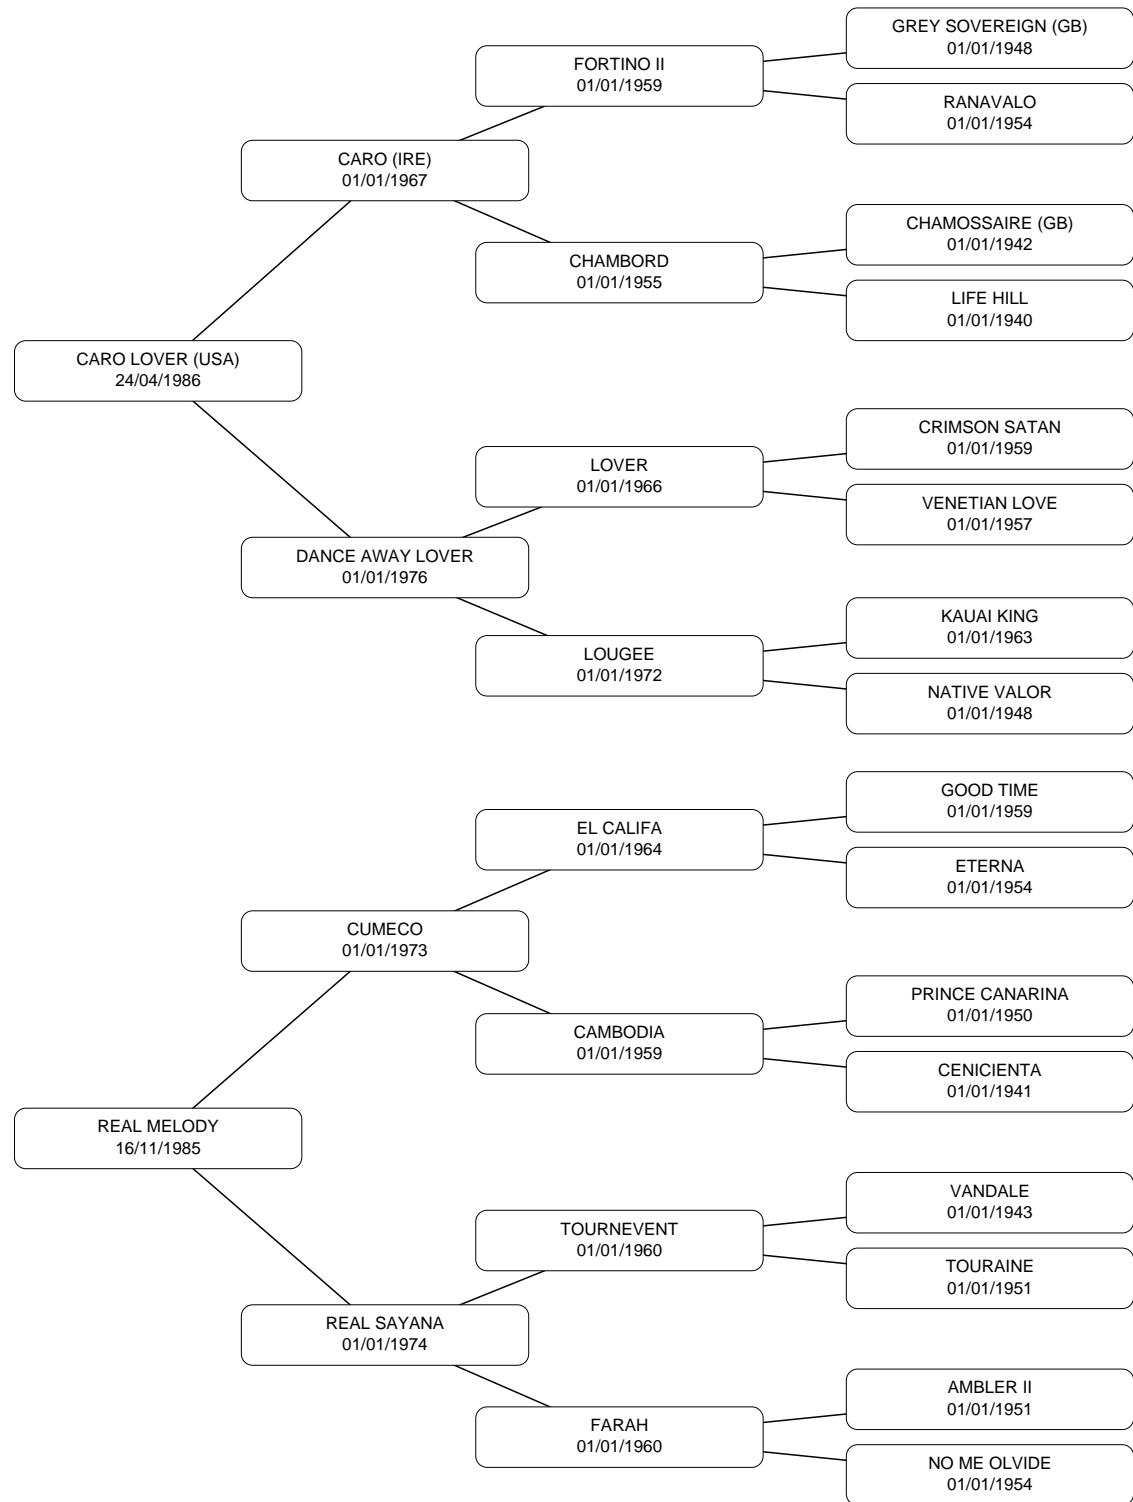 GREY SOVEREIGN (GB)
01/01/1948
FORTINO II
01/01/1959
RANAVALO
01/01/1954
CARO (IRE)
01/01/1967
CHAMOSSAIRE (GB)
01/01/1942
CHAMBORD
01/01/1955
LIFE HILL
01/01/1940
CARO LOVER (USA)
24/04/1986
CRIMSON SATAN
01/01/1959
LOVER
01/01/1966
VENETIAN LOVE
01/01/1957
DANCE AWAY LOVER
01/01/1976
KAUAI KING
01/01/1963
LOUGEE
01/01/1972
NATIVE VALOR
01/01/1948
GOOD TIME
01/01/1959
EL CALIFA
01/01/1964
ETERNA
01/01/1954
CUMECO
01/01/1973
PRINCE CANARINA
01/01/1950
CAMBODIA
01/01/1959
CENICIENTA
01/01/1941
REAL MELODY
16/11/1985
VANDALE
01/01/1943
TOURNEVENT
01/01/1960
TOURAINE
01/01/1951
REAL SAYANA
01/01/1974
AMBLER II
01/01/1951
FARAH
01/01/1960
NO ME OLVIDE
01/01/1954